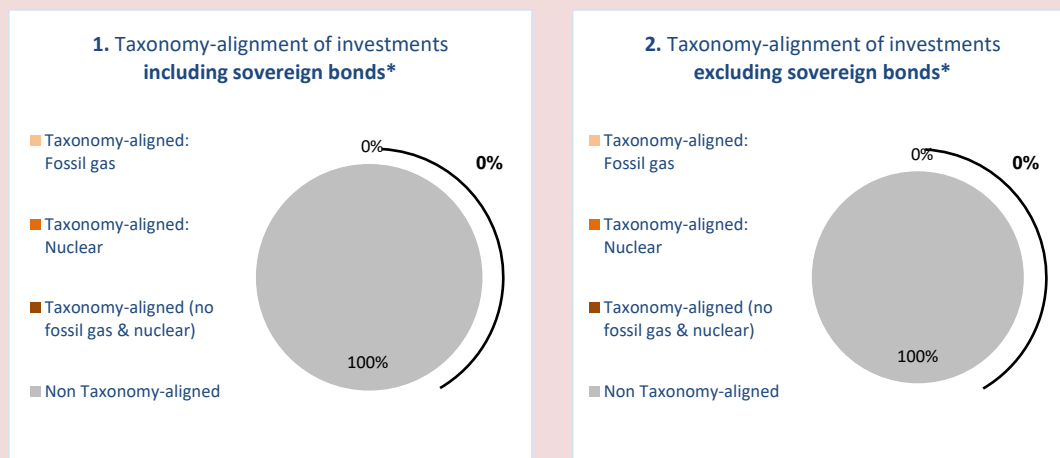 1. Taxonomy-alignment of investments
including sovereign bonds*
Taxonomy-aligned:
Fossil gas
Taxonomy-aligned:
Nuclear
Taxonomy-aligned (no
fossil gas & nuclear)
Non Taxonomy-aligned
0%
0%
100%
2. Taxonomy-alignment of investments
excluding sovereign bonds*
Taxonomy-aligned:
Fossil gas
Taxonomy-aligned:
Nuclear
Taxonomy-aligned (no
fossil gas & nuclear)
Non Taxonomy-aligned
0%
0%
100%